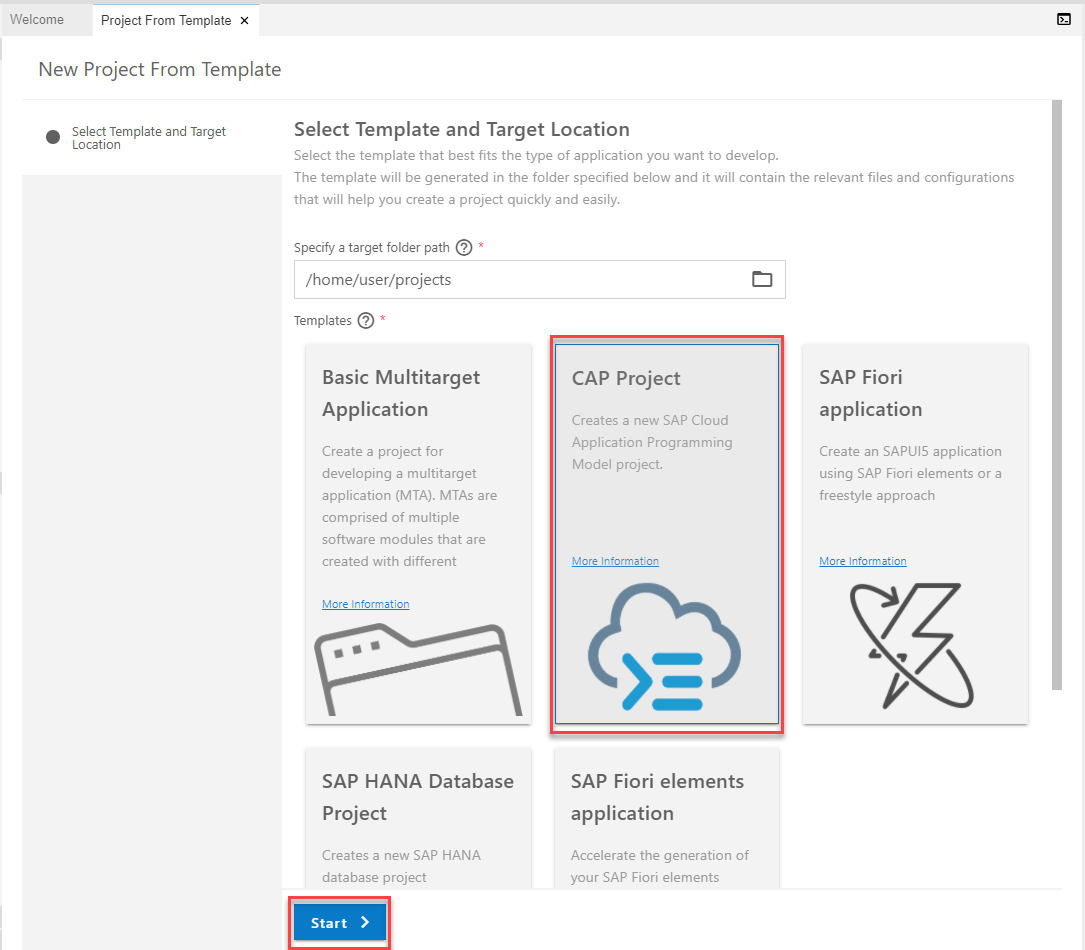 Welcome
Project From Template ×
New Project From Template
Select Template and Target
Location
Select Template and Target Location
Select the template that best fits the type of application you want to develop.
The template will be generated in the folder specified below and it will contain the relevant files and configurations
that will help you create a project quickly and easily.
Specify a target folder path ? *
/home/user/projects
Templates ? *
Basic Multitarget
Application
Create a project for
developing a multitarget
application (MTA). MTAs are
comprised of multiple
software modules that are
created with different
More Information
CAP Project
Creates a new SAP Cloud
Application Programming
Model project.
More Information
SAP Fiori
application
Create an SAPUI5 application
using SAP Fiori elements or a
freestyle approach
More Information
SAP HANA Database
Project
Creates a new SAP HANA
database project
SAP Fiori elements
application
Accelerate the generation of
your SAP Fiori elements
Start